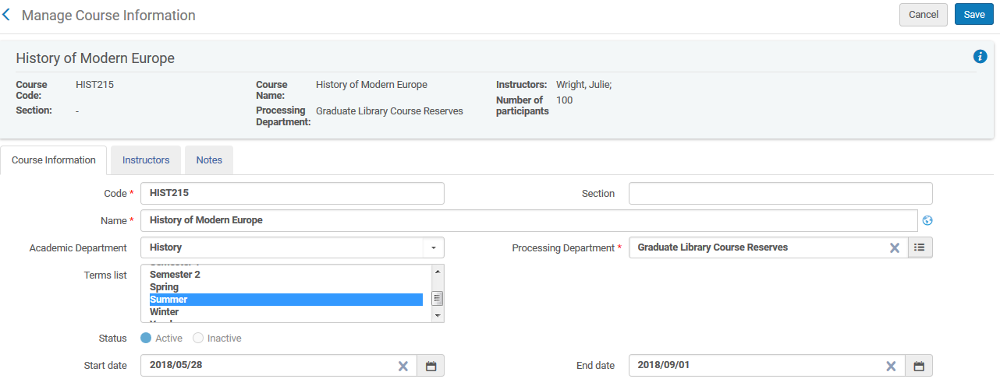 Manage Course Information
Cancel
Save
History of Modern Europe
Course Code: HIST215
Course Name: History of Modern Europe
Instructors: Wright, Julie;
Section: -
Processing Department: Graduate Library Course Reserves
Number of participants 100
Course Information
Instructors
Notes
Code * HIST215
Section
Name * History of Modern Europe
Academic Department History
Processing Department * Graduate Library Course Reserves
Terms list
Semester 2
Spring
Summer
Winter
Status Active Inactive
Start date 2018/05/28
End date 2018/09/01